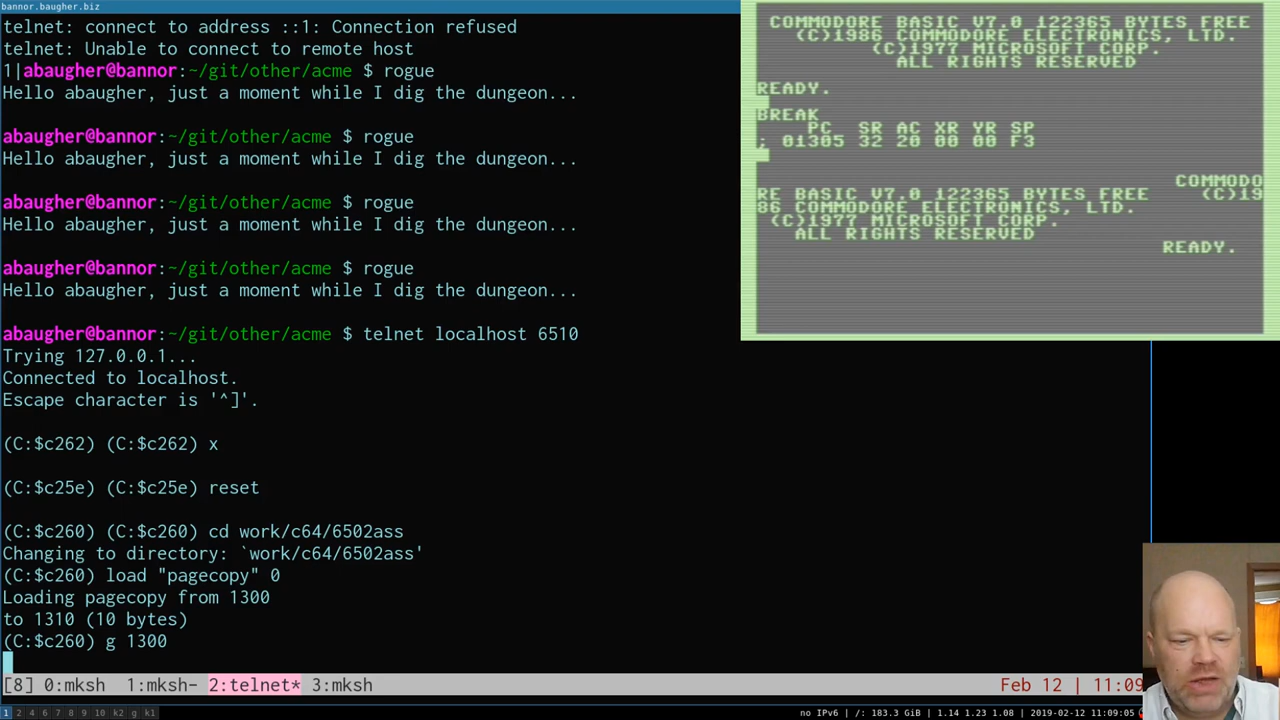 bannor.baugher.biz
telnet: connect to address ::1: Connection refused
telnet: Unable to connect to remote host
1|abaugher@bannor:~/git/other/acme $ rogue
Hello abaugher, just a moment while I dig the dungeon...
abaugher@bannor:~/git/other/acme $ rogue
Hello abaugher, just a moment while I dig the dungeon...
abaugher@bannor:~/git/other/acme $ rogue
Hello abaugher, just a moment while I dig the dungeon...
abaugher@bannor:~/git/other/acme $ rogue
Hello abaugher, just a moment while I dig the dungeon...
abaugher@bannor:~/git/other/acme $ telnet localhost 6510
Trying 127.0.0.1...
Connected to localhost.
Escape character is '^]'.
(C:$c262) (C:$c262) x
(C:$c25e) (C:$c25e) reset
(C:$c260) (C:$c260) cd work/c64/6502ass
Changing to directory: `work/c64/6502ass'
(C:$c260) load "pagecopy" 0
Loading pagecopy from 1300
to 1310 (10 bytes)
(C:$c260) g 1300
[8] 0:mksh  1:mksh- 2:telnet* 3:mksh
Feb 12 | 11:09
COMMODORE BASIC V7.0 122365 BYTES FREE
(C)1986 COMMODORE ELECTRONICS, LTD.
(C)1977 MICROSOFT CORP.
ALL RIGHTS RESERVED
READY.
BREAK
PC SR AC XR YR SP
; 01305 32 20 00 00 F3
COMMODO
RE BASIC V7.0 122365 BYTES FREE (C)19
86 COMMODORE ELECTRONICS, LTD.
(C)1977 MICROSOFT CORP.
ALL RIGHTS RESERVED
READY.
1 2 3 4 5 6 7 8 9 10 k2 g k1
no IPv6 | /: 183.3 GiB | 1.14 1.23 1.08 | 2019-02-12 11:09:05